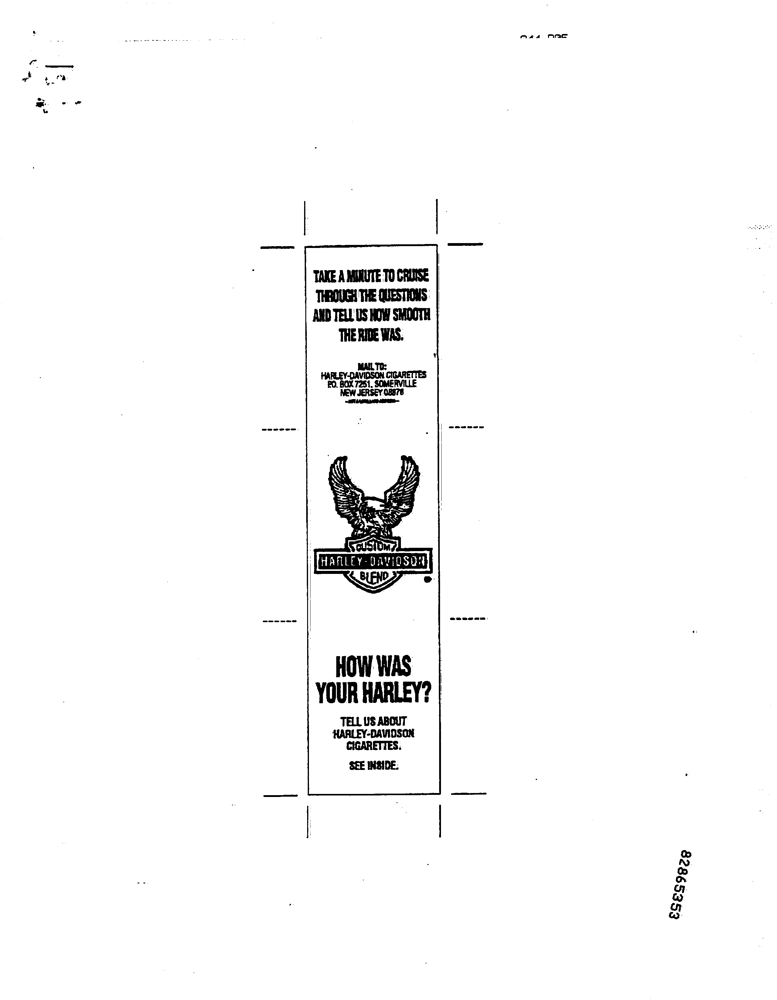 TAKE A MINUTE TO CRUISE
THROUGH THE QUESTIONS
AND TELL US HOW SMOOTH
THE RIDE WAS.
MAIL TO:
HARLEY-DAVIDSON CIGARETTES
P.O. BOX 7251, SOMERVILLE
NEW JERSEY 08876
CUSTOM
HARLEY-DAVIDSON
BLEND
HOW WAS
YOUR HARLEY?
TELL US ABOUT
HARLEY-DAVIDSON
CIGARETTES.
SEE INSIDE.
82865353